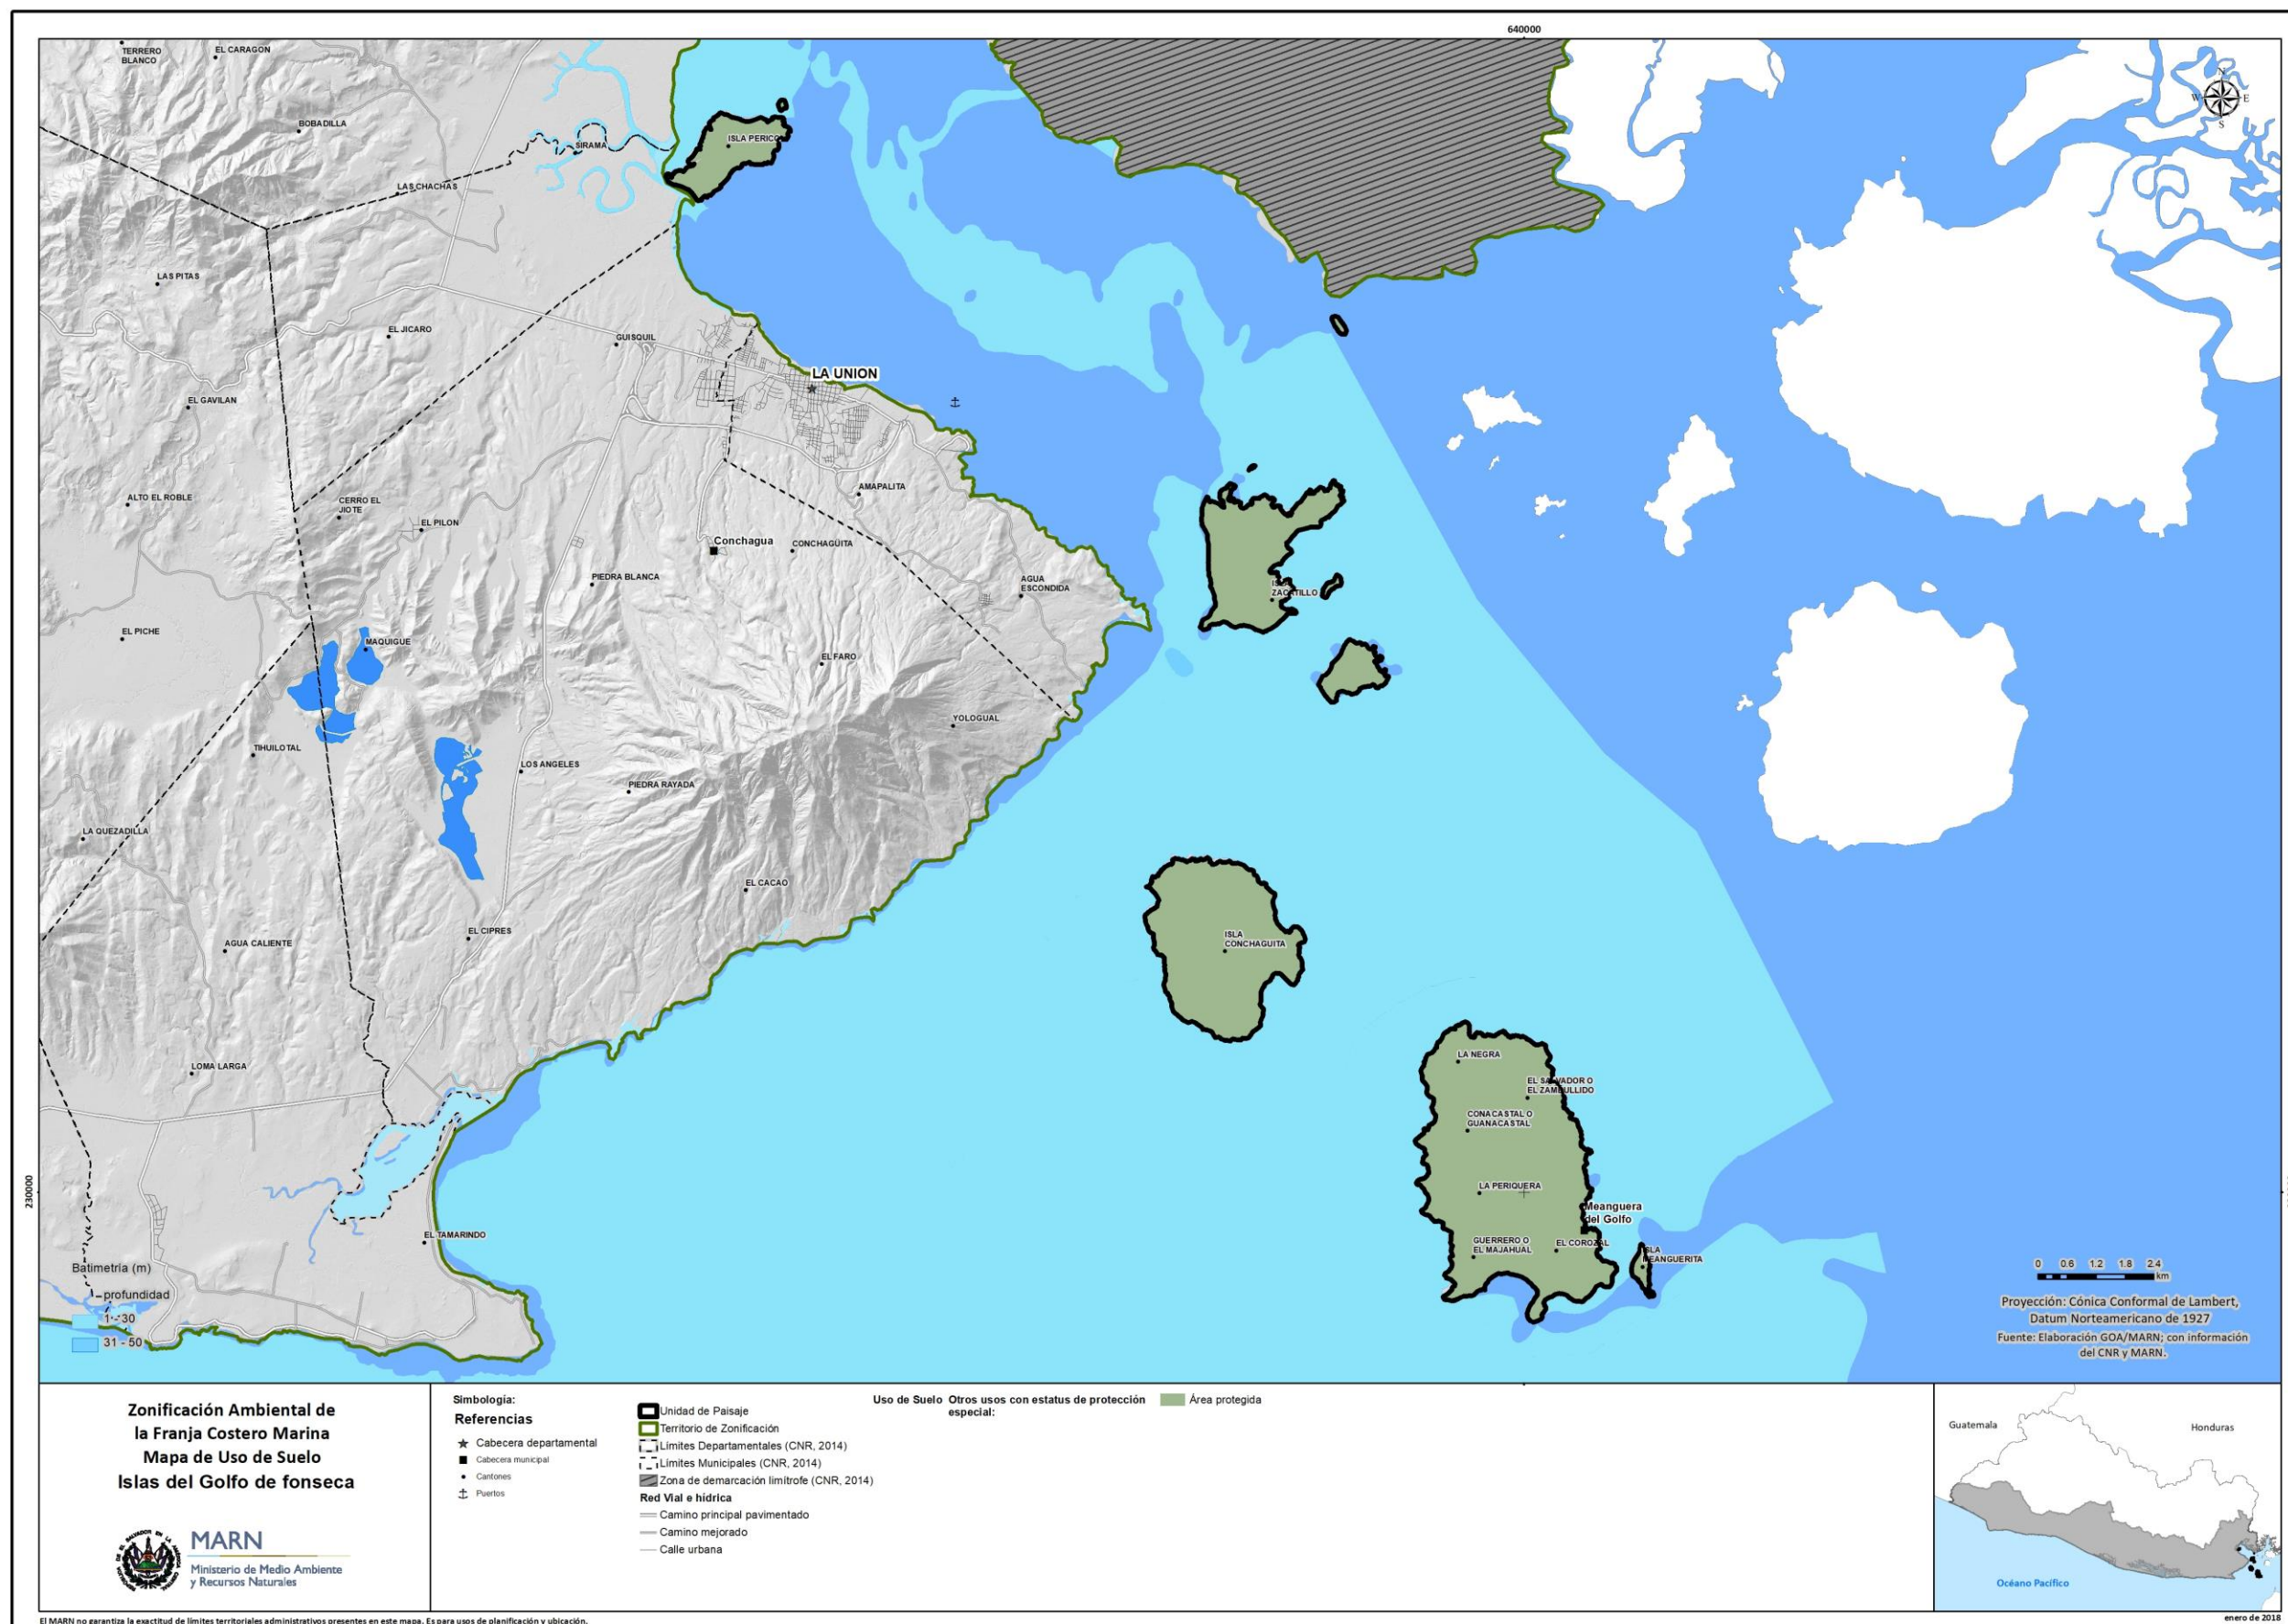 640000
TERRERO
BLANCO
EL CARAGON
BOBADILLA
SIRAMA
ISLA PERICO
N
W E
S
LAS CHACHAS
LAS PITAS
EL JICARO
GUISQUIL
LA UNION
EL GAVILAN
ALTO EL ROBLE
CERRO EL
JIOTE
EL PILON
AMAPALITA
Conchagua
CONCHAGÜITA
PIEDRA BLANCA
AGUA
ESCONDIDA
ISLA
ZACATILLO
EL PICHE
MAQUIGUE
EL FARO
YOLOGUAL
TIHUILOTAL
LOS ANGELES
PIEDRA RAYADA
LA QUEZADILLA
EL CACAO
EL CIPRES
AGUA CALIENTE
ISLA
CONCHAGUITA
LOMA LARGA
LA NEGRA
EL SALVADOR O
EL ZAMBULLIDO
CONACASTAL O
GUANACASTAL
LA PERIQUERA
Meanguera
del Golfo
GUERRERO O
EL MAJAHUAL
EL COROZAL
ISLA
MEANGUERITA
EL TAMARINDO
230000
Batimetría (m)
profundidad
1 - 30
31 - 50
0 0.6 1.2 1.8 2.4
km
Proyección: Cónica Conformal de Lambert,
Datum Norteamericano de 1927
Fuente: Elaboración GOA/MARN; con información
del CNR y MARN.
Zonificación Ambiental de
la Franja Costero Marina
Mapa de Uso de Suelo
Islas del Golfo de fonseca
MARN
Ministerio de Medio Ambiente
y Recursos Naturales
Simbología:
Referencias
Cabecera departamental
Cabecera municipal
Cantones
Puertos
Unidad de Paisaje
Territorio de Zonificación
Límites Departamentales (CNR, 2014)
Límites Municipales (CNR, 2014)
Zona de demarcación limítrofe (CNR, 2014)
Red Vial e hídrica
Camino principal pavimentado
Camino mejorado
Calle urbana
Uso de Suelo Otros usos con estatus de protección
especial:
Área protegida
Guatemala
Honduras
Océano Pacífico
El MARN no garantiza la exactitud de límites territoriales administrativos presentes en este mapa. Es para usos de planificación y ubicación.
enero de 2018